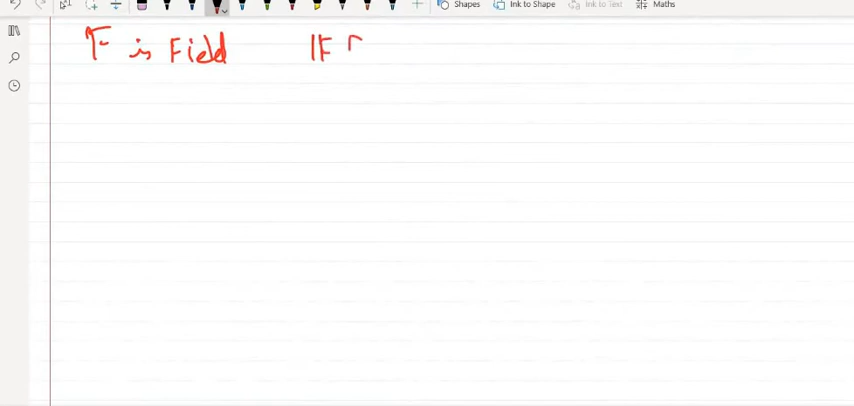 Shapes Ink to Shape Ink to Text Maths
F is Field IF